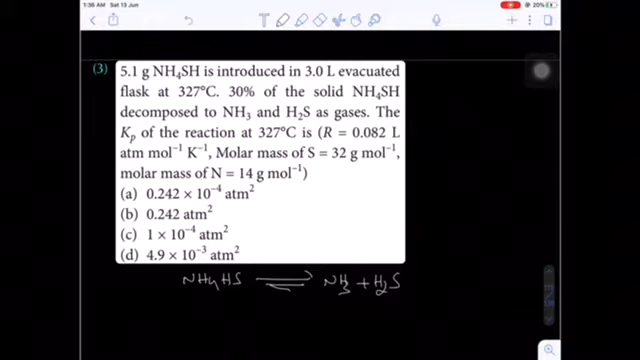 1:36 AM Sat 13 Jun
20%
(3) 5.1 g NH₄SH is introduced in 3.0 L evacuated
flask at 327°C. 30% of the solid NH₄SH
decomposed to NH₃ and H₂S as gases. The
Kₚ of the reaction at 327°C is (R = 0.082 L
atm mol⁻¹ K⁻¹, Molar mass of S = 32 g mol⁻¹,
molar mass of N = 14 g mol⁻¹)
(a) 0.242 × 10⁻⁴ atm²
(b) 0.242 atm²
(c) 1 × 10⁻⁴ atm²
(d) 4.9 × 10⁻³ atm²
NH₄HS ⇌ NH₃ + H₂S